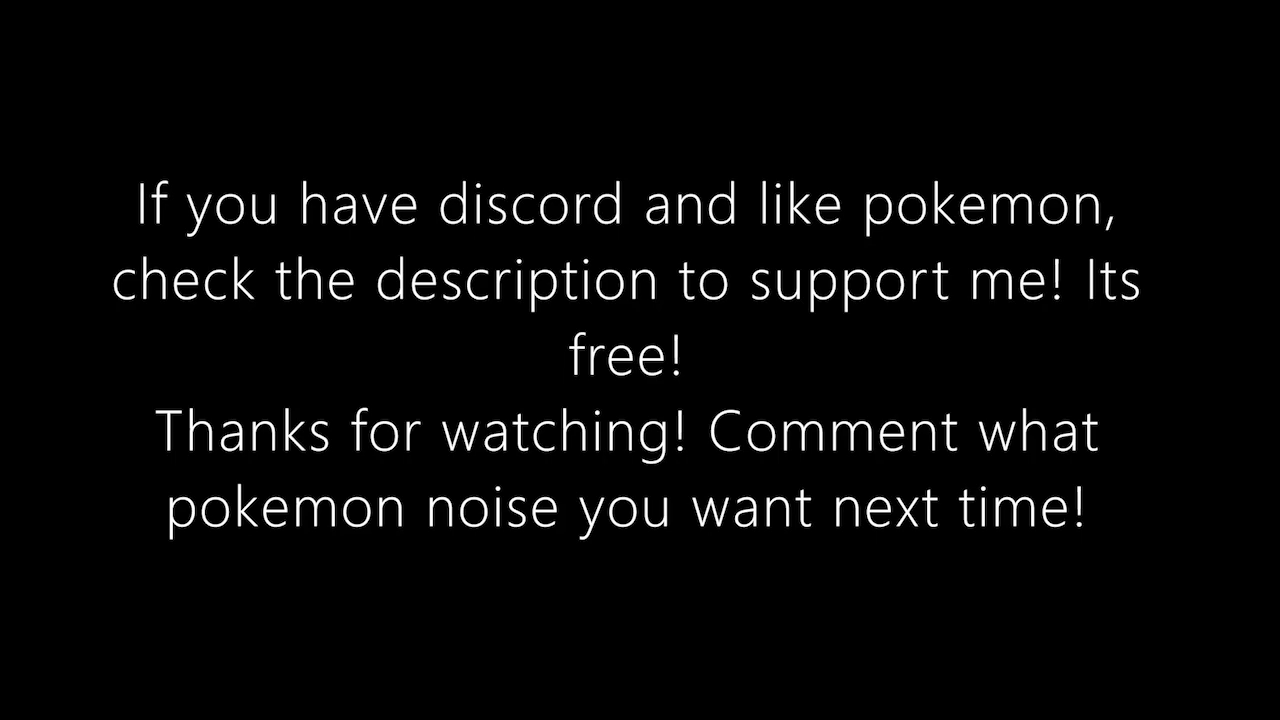 If you have discord and like pokemon,
check the description to support me! Its
free!
Thanks for watching! Comment what
pokemon noise you want next time!